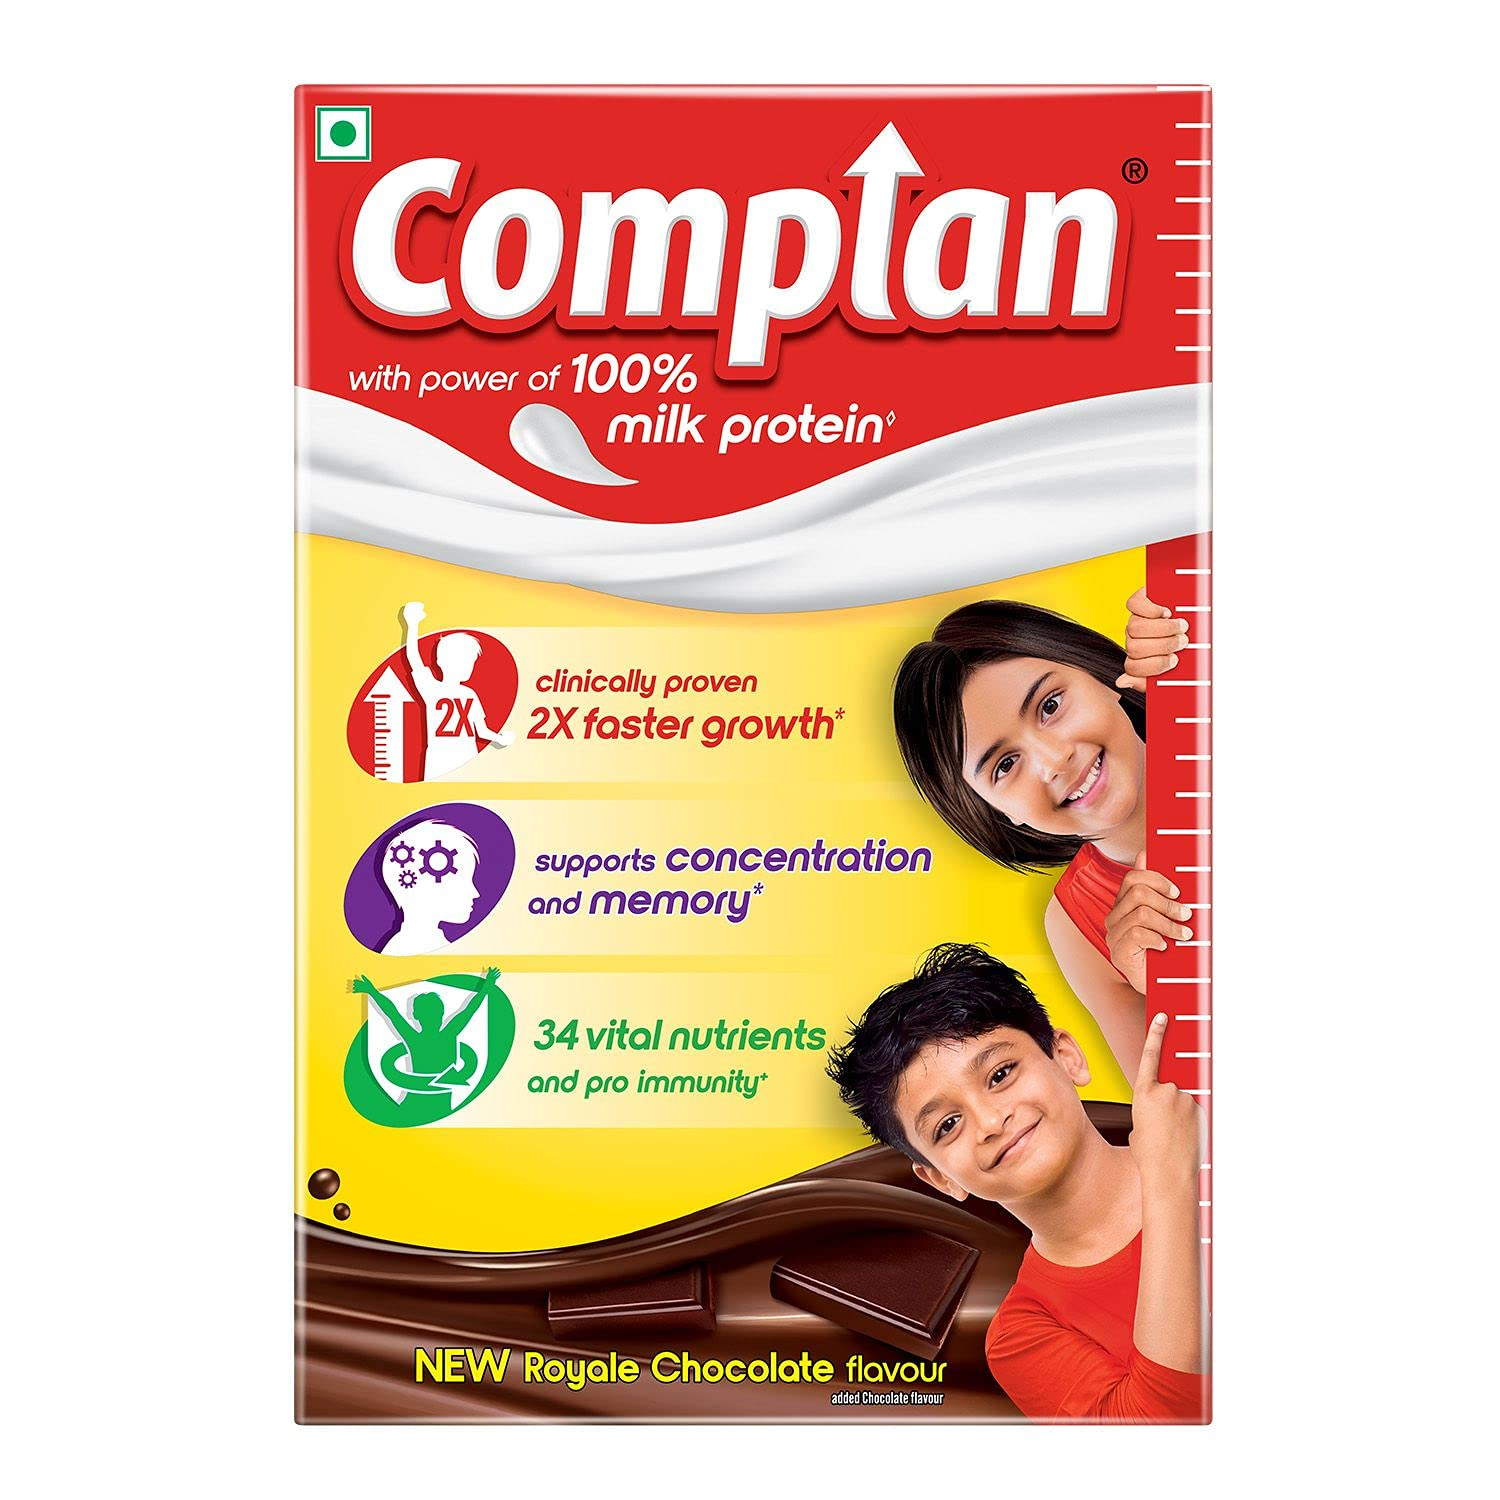 Complan®
with power of 100%
milk protein◊
2X
clinically proven
2X faster growth*
supports concentration
and memory*
34 vital nutrients
and pro immunity⁺
NEW Royale Chocolate flavour
added Chocolate flavour